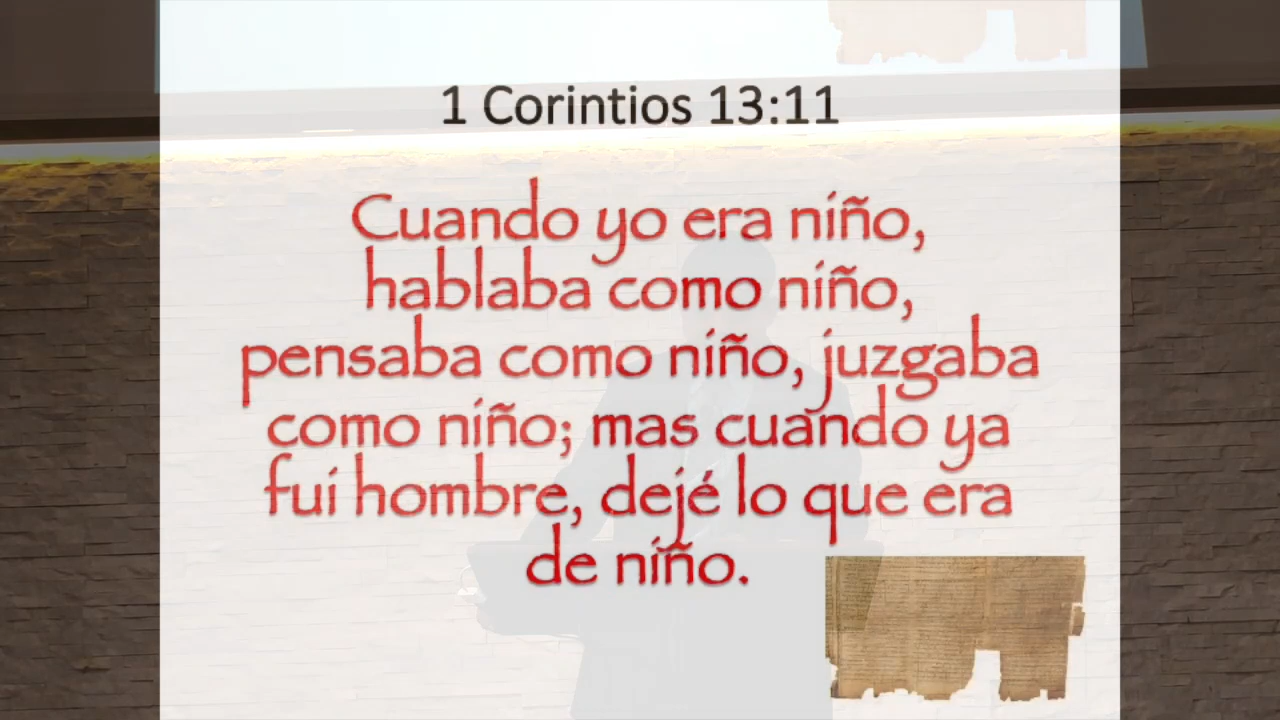 1 Corintios 13:11
Cuando yo era niño,
hablaba como niño,
pensaba como niño, juzgaba
como niño; mas cuando ya
fui hombre, dejé lo que era
de niño.